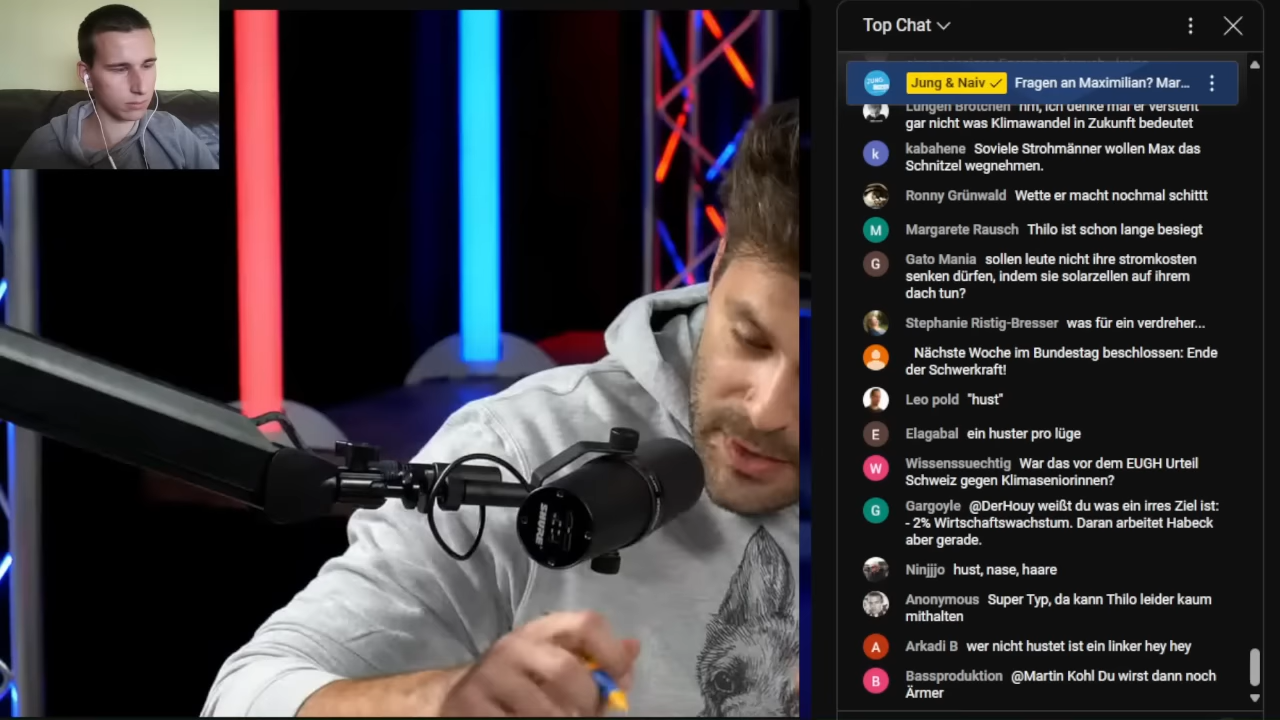 Top Chat
Jung & Naiv Fragen an Maximilian? Mar...
Lungen Brötchen hm, ich denke mal er versteht
gar nicht was Klimawandel in Zukunft bedeutet
k kabahene Soviele Strohmänner wollen Max das
Schnitzel wegnehmen.
Ronny Grünwald Wette er macht nochmal schittt
M Margarete Rausch Thilo ist schon lange besiegt
G Gato Mania sollen leute nicht ihre stromkosten
senken dürfen, indem sie solarzellen auf ihrem
dach tun?
Stephanie Ristig-Bresser was für ein verdreher...
Nächste Woche im Bundestag beschlossen: Ende
der Schwerkraft!
Leo pold "hust"
E Elagabal ein huster pro lüge
W Wissenssuechtig War das vor dem EUGH Urteil
Schweiz gegen Klimaseniorinnen?
G Gargoyle @DerHouy weißt du was ein irres Ziel ist:
- 2% Wirtschaftswachstum. Daran arbeitet Habeck
aber gerade.
Ninjjjo hust, nase, haare
Anonymous Super Typ, da kann Thilo leider kaum
mithalten
A Arkadi B wer nicht hustet ist ein linker hey hey
B Bassproduktion @Martin Kohl Du wirst dann noch
Ärmer
SHURE